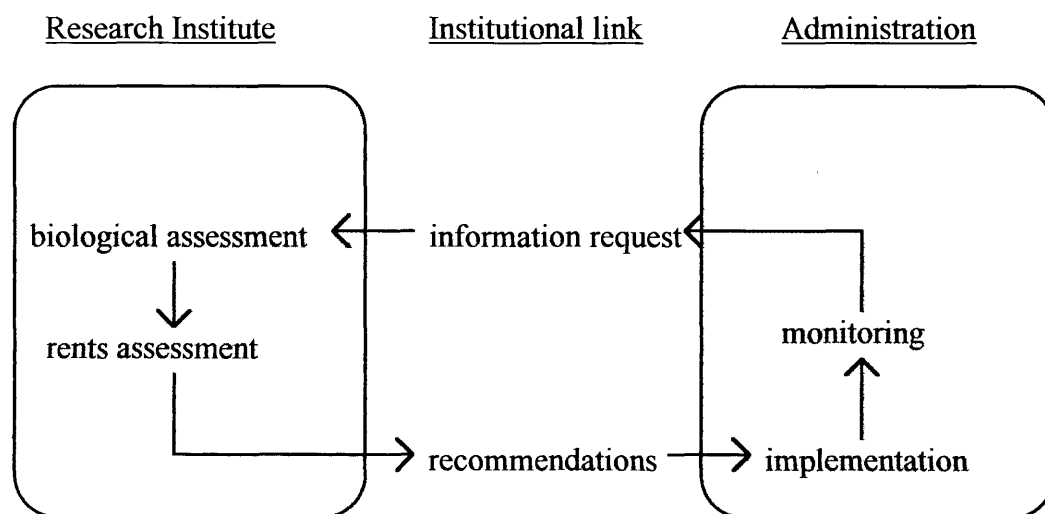 Research Institute
Institutional link
Administration
biological assessment
information request
rents assessment
monitoring
recommendations
implementation